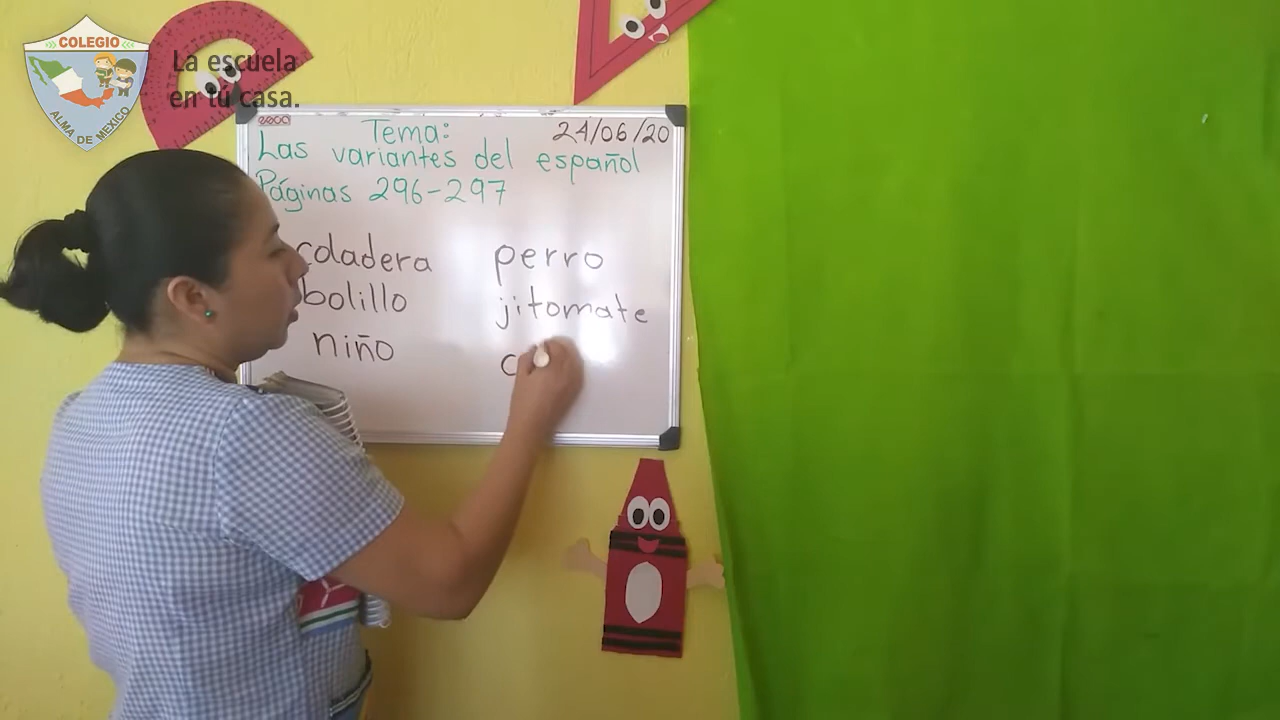 COLEGIO
ALMA DE MEXICO
La escuela
en tu casa.
Tema:
24/06/20
Las variantes del español
Páginas 296-297
coladera
perro
bolillo
jitomate
niño
c